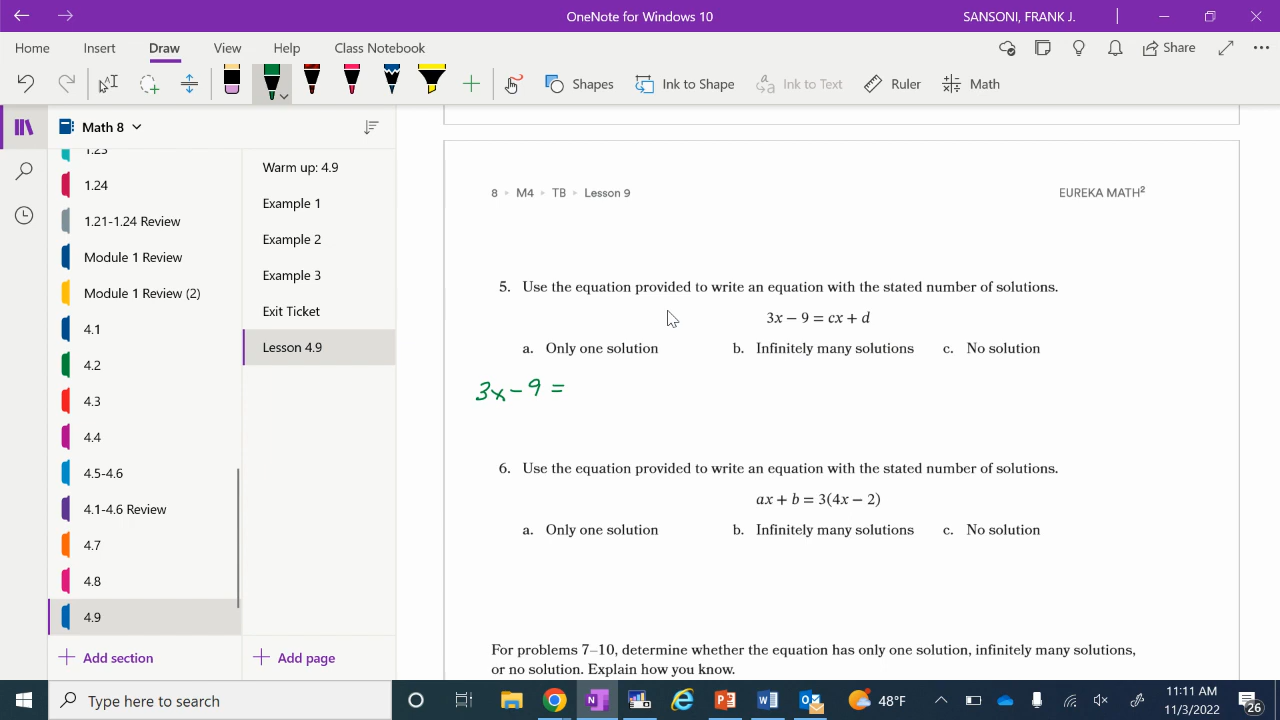 OneNote for Windows 10
SANSONI, FRANK J.
Home Insert Draw View Help Class Notebook Share
Shapes Ink to Shape Ink to Text Ruler Math
Math 8
1.23
1.24
1.21-1.24 Review
Module 1 Review
Module 1 Review (2)
4.1
4.2
4.3
4.4
4.5-4.6
4.1-4.6 Review
4.7
4.8
4.9
Add section
Warm up: 4.9
Example 1
Example 2
Example 3
Exit Ticket
Lesson 4.9
Add page
8 ▸ M4 ▸ TB ▸ Lesson 9 EUREKA MATH²
5. Use the equation provided to write an equation with the stated number of solutions.
3x − 9 = cx + d
a. Only one solution b. Infinitely many solutions c. No solution
3x − 9 =
6. Use the equation provided to write an equation with the stated number of solutions.
ax + b = 3(4x − 2)
a. Only one solution b. Infinitely many solutions c. No solution
For problems 7–10, determine whether the equation has only one solution, infinitely many solutions,
or no solution. Explain how you know.
Type here to search
48°F
11:11 AM
11/3/2022
26